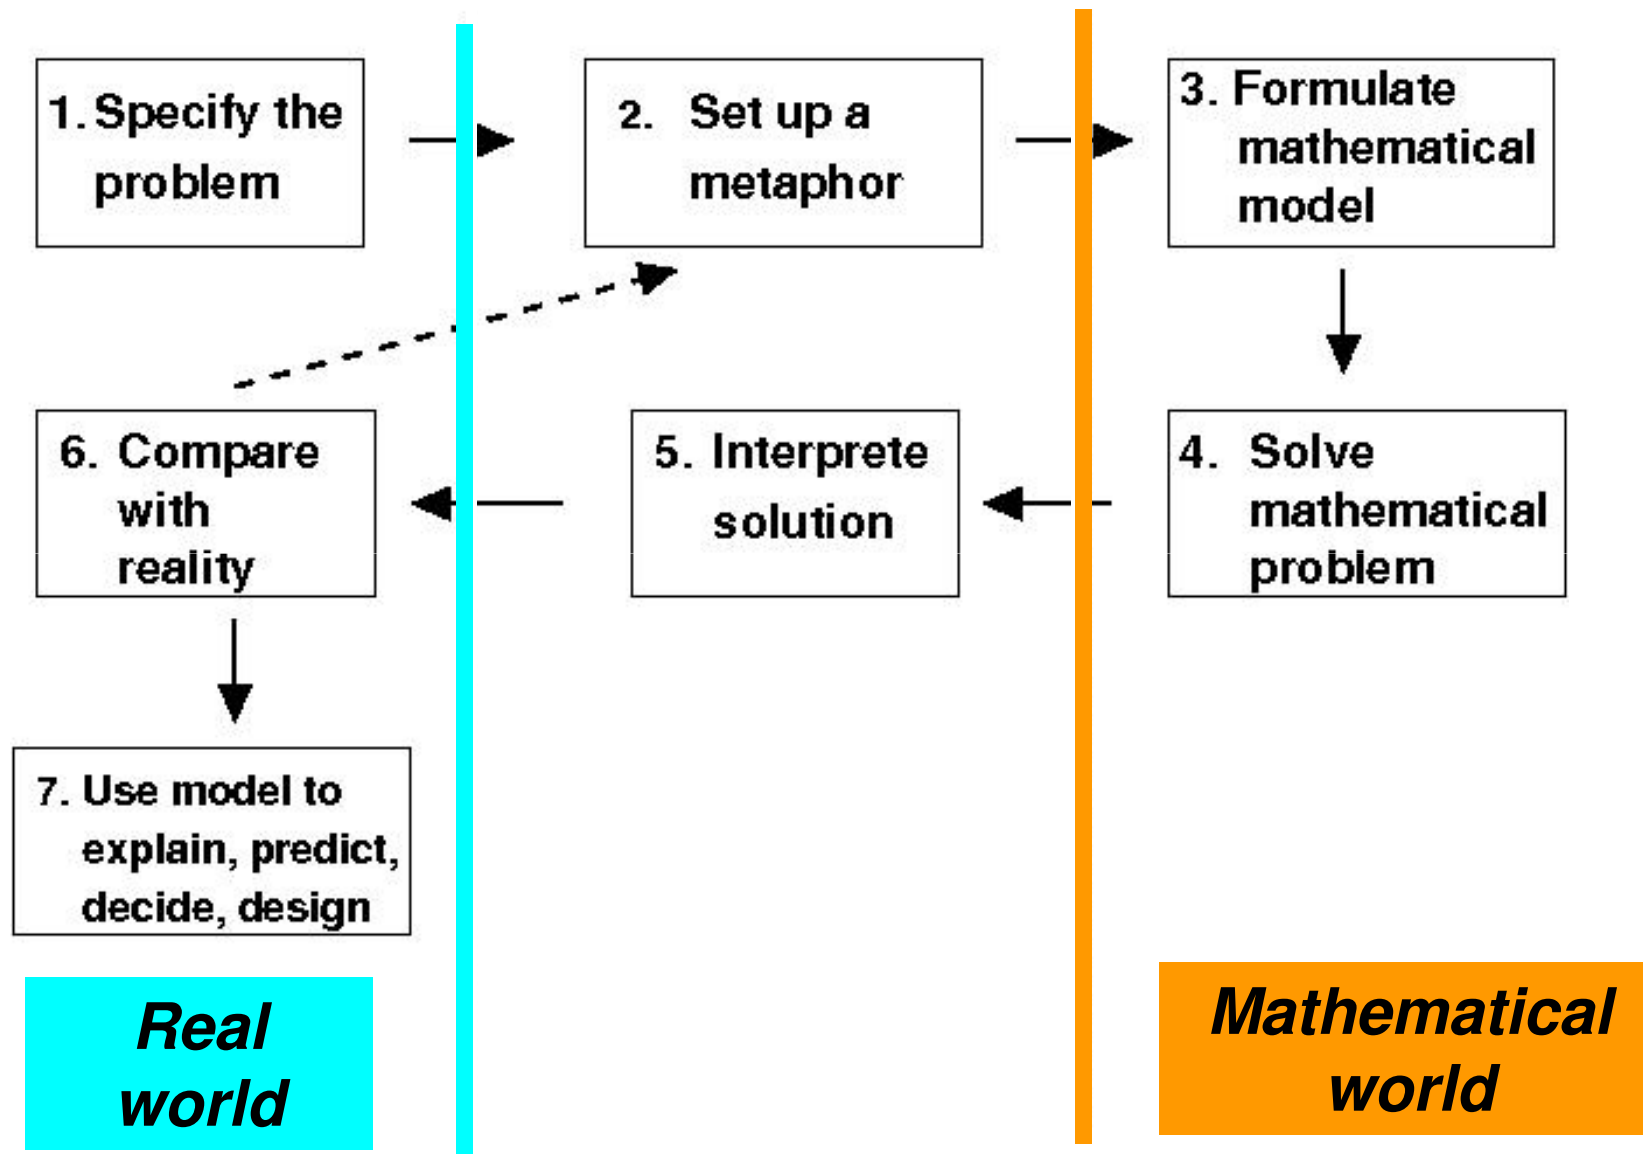 1. Specify the
problem
2. Set up a
metaphor
3. Formulate
mathematical
model
6. Compare
with
reality
5. Interprete
solution
4. Solve
mathematical
problem
7. Use model to
explain, predict,
decide, design
Real
world
Mathematical
world